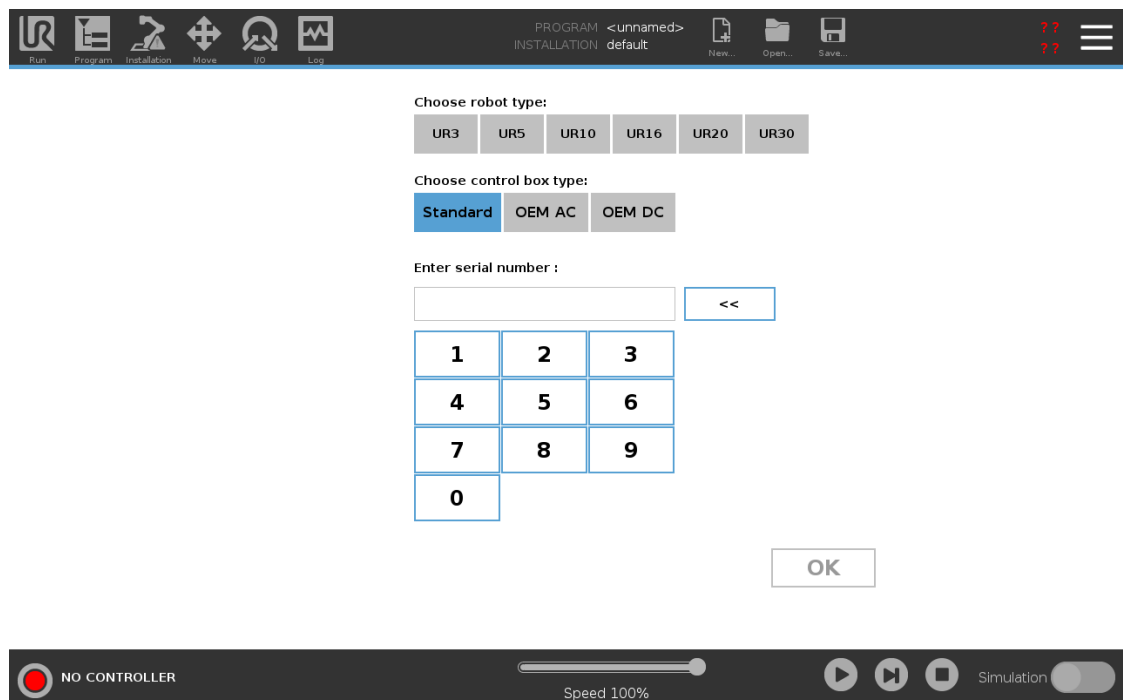 PROGRAM <unnamed>
INSTALLATION default
? ?
? ?
Run Program Installation Move I/O Log New... Open... Save...
Choose robot type:
UR3 UR5 UR10 UR16 UR20 UR30
Choose control box type:
Standard OEM AC OEM DC
Enter serial number :
<<
1 2 3
4 5 6
7 8 9
0
OK
NO CONTROLLER
Speed 100%
Simulation